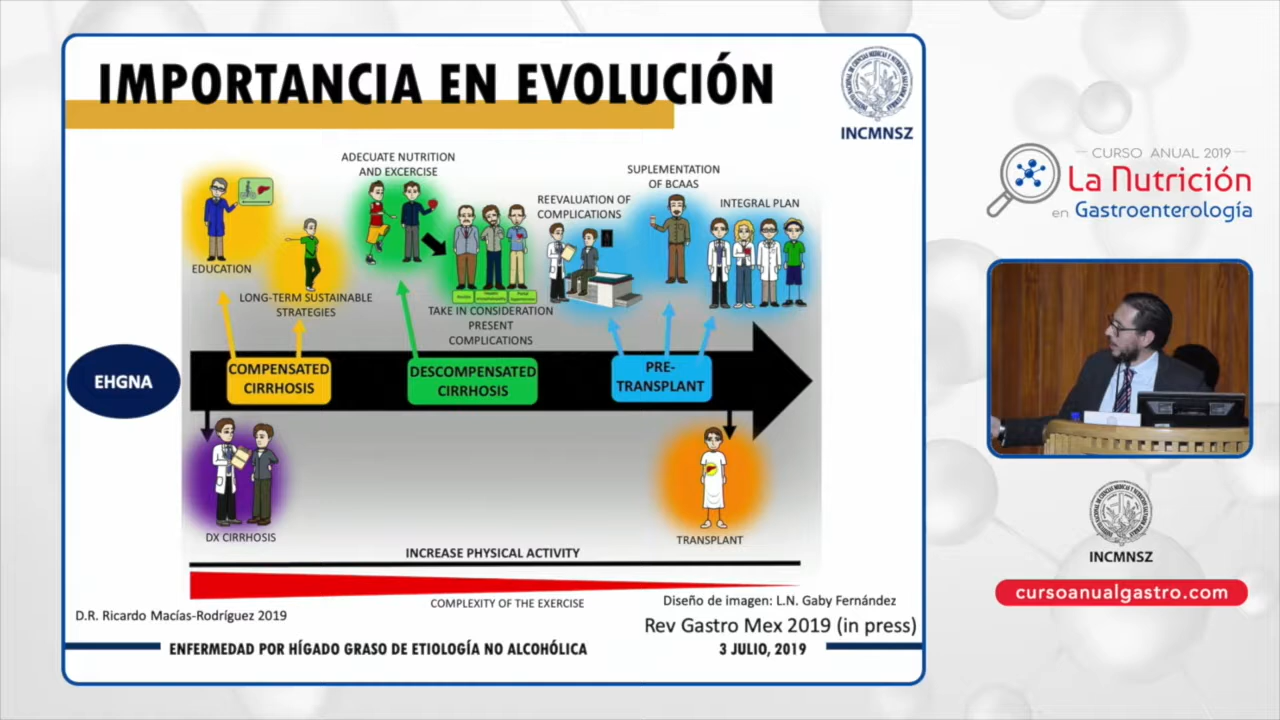 IMPORTANCIA EN EVOLUCIÓN
INCMNSZ
ADECUATE NUTRITION
AND EXCERCISE
SUPLEMENTATION
OF BCAAS
REEVALUATION OF
COMPLICATIONS
INTEGRAL PLAN
EDUCATION
LONG-TERM SUSTAINABLE
STRATEGIES
TAKE IN CONSIDERATION
PRESENT
COMPLICATIONS
EHGNA
COMPENSATED
CIRRHOSIS
DESCOMPENSATED
CIRRHOSIS
PRE-
TRANSPLANT
DX CIRRHOSIS
TRANSPLANT
INCREASE PHYSICAL ACTIVITY
COMPLEXITY OF THE EXERCISE
D.R. Ricardo Macías-Rodríguez 2019
Diseño de imagen: L.N. Gaby Fernández
Rev Gastro Mex 2019 (in press)
ENFERMEDAD POR HÍGADO GRASO DE ETIOLOGÍA NO ALCOHÓLICA
3 JULIO, 2019
CURSO ANUAL 2019
La Nutrición
en Gastroenterología
INCMNSZ
cursoanualgastro.com